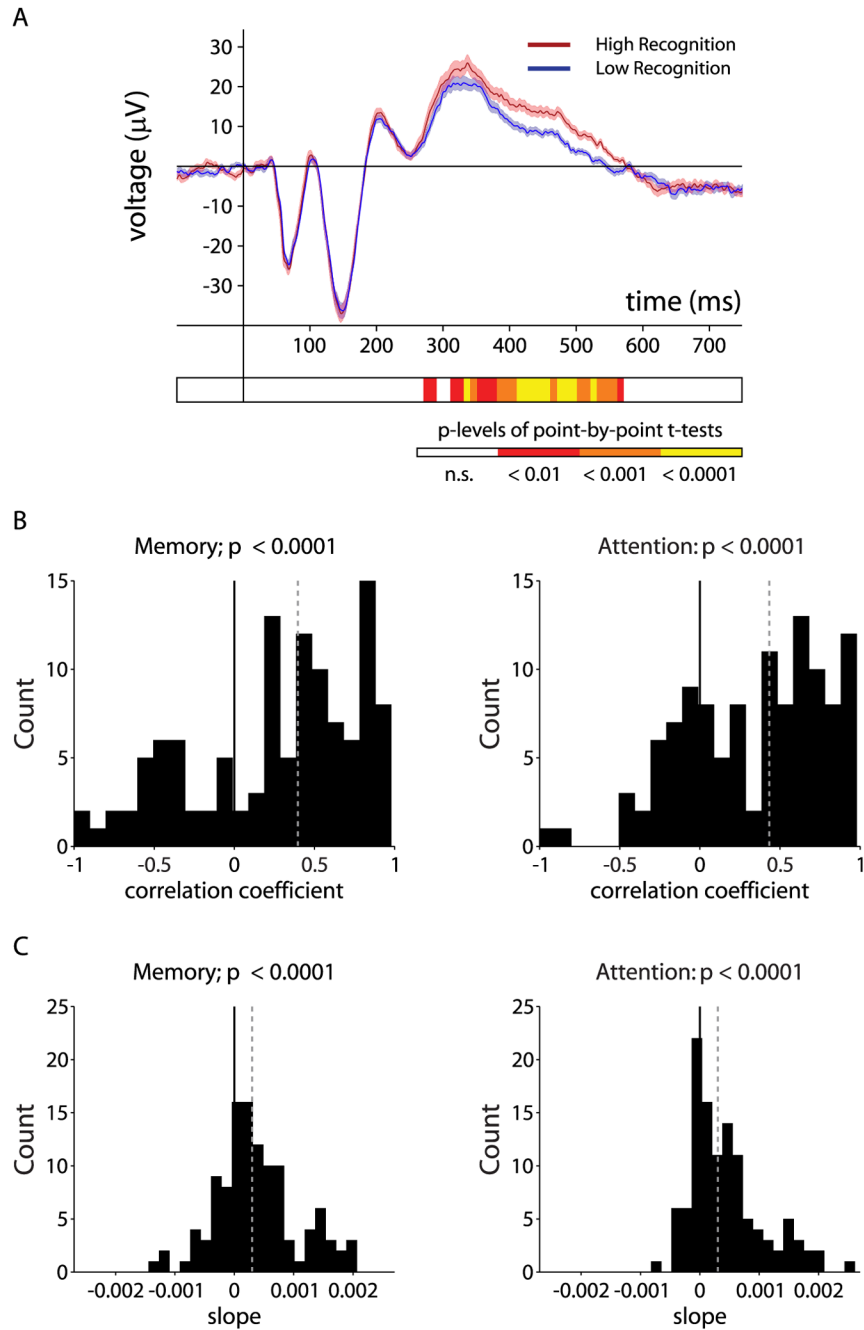 A
High Recognition
Low Recognition
voltage (µV)
30
20
10
-10
-20
-30
time (ms)
100 200 300 400 500 600 700
p-levels of point-by-point t-tests
n.s. < 0.01 < 0.001 < 0.0001
B
Memory; p < 0.0001
Count
15
10
5
0
-1 -0.5 0 0.5 1
correlation coefficient
Attention: p < 0.0001
Count
15
10
5
0
-1 -0.5 0 0.5 1
correlation coefficient
C
Memory; p < 0.0001
Count
25
20
15
10
5
0
-0.002 -0.001 0 0.001 0.002
slope
Attention: p < 0.0001
Count
25
20
15
10
5
0
-0.002 -0.001 0 0.001 0.002
slope